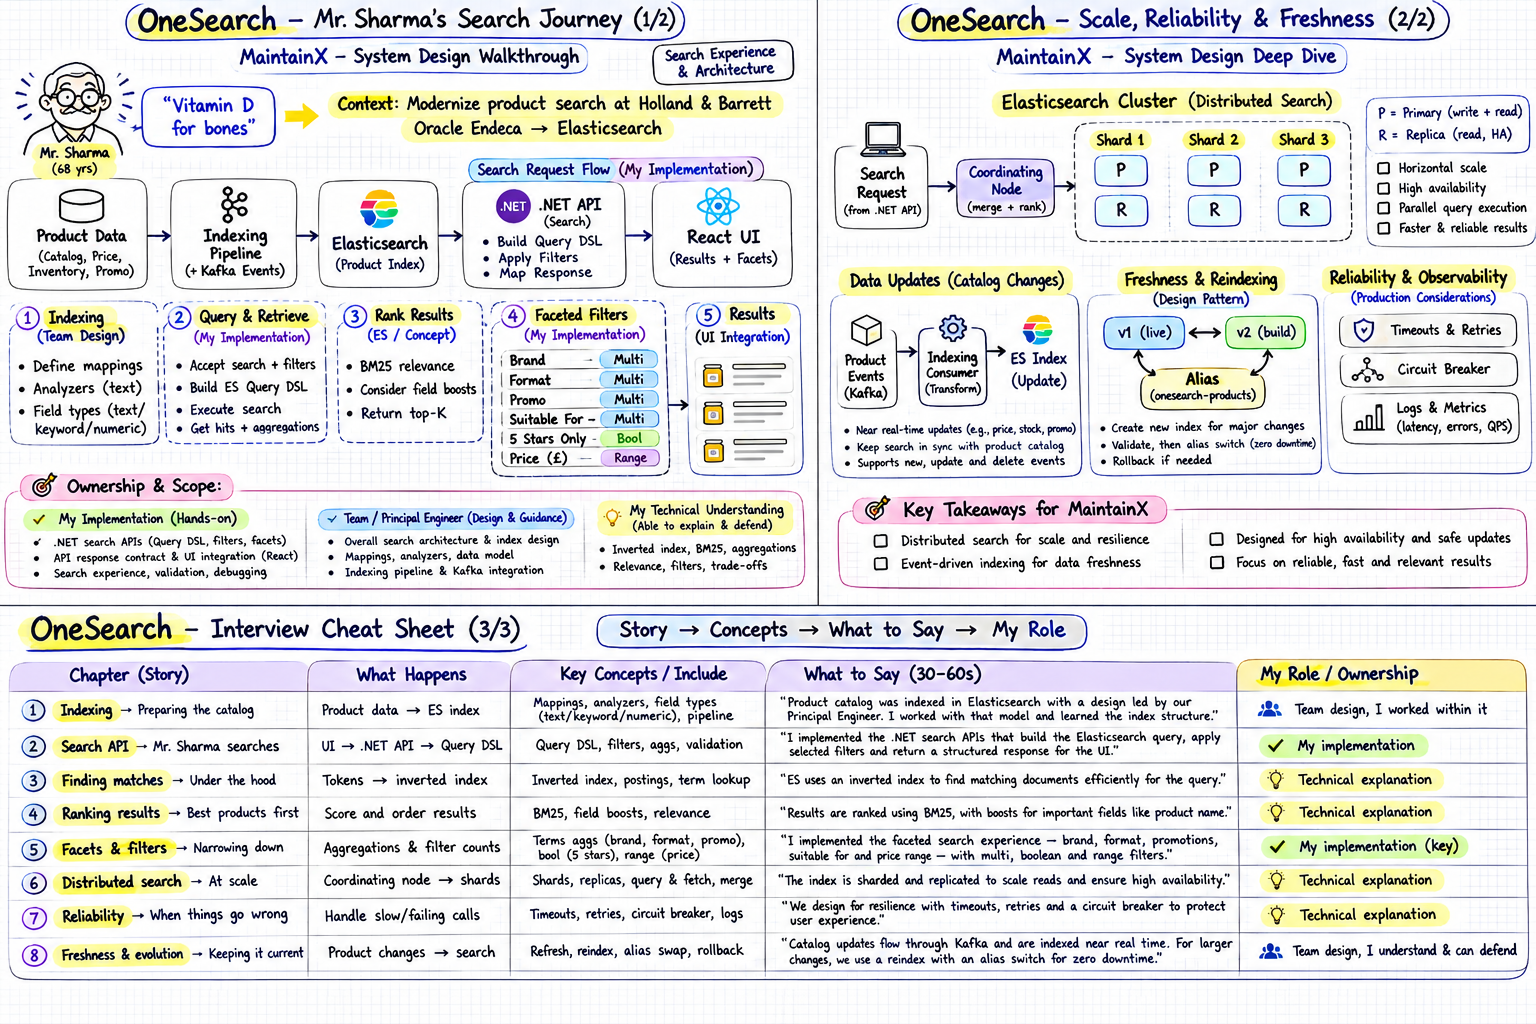 OneSearch – Mr. Sharma's Search Journey (1/2)
MaintainX – System Design Walkthrough
Search Experience
& Architecture
"Vitamin D
for bones"
Mr. Sharma
(68 yrs)
Context: Modernize product search at Holland & Barrett
Oracle Endeca → Elasticsearch
Search Request Flow (My Implementation)
Product Data
(Catalog, Price,
Inventory, Promo)
Indexing
Pipeline
(+ Kafka Events)
Elasticsearch
(Product Index)
.NET
.NET API
(Search)
• Build Query DSL
• Apply Filters
• Map Response
React UI
(Results + Facets)
1 Indexing
(Team Design)
• Define mappings
• Analyzers (text)
• Field types (text/
keyword/numeric)
2 Query & Retrieve
(My Implementation)
• Accept search + filters
• Build ES Query DSL
• Execute search
• Get hits + aggregations
3 Rank Results
(ES / Concept)
• BM25 relevance
• Consider field boosts
• Return top-K
4 Faceted Filters
(My Implementation)
Brand – Multi
Format – Multi
Promo – Multi
Suitable For – Multi
5 Stars Only – Bool
Price (£) – Range
5 Results
(UI Integration)
Ownership & Scope:
✓ My Implementation (Hands-on)
✓ .NET search APIs (Query DSL, filters, facets)
• API response contract & UI integration (React)
• Search experience, validation, debugging
✓ Team / Principal Engineer (Design & Guidance)
• Overall search architecture & index design
• Mappings, analyzers, data model
• Indexing pipeline & Kafka integration
My Technical Understanding
(Able to explain & defend)
• Inverted index, BM25, aggregations
• Relevance, filters, trade-offs
OneSearch – Scale, Reliability & Freshness (2/2)
MaintainX – System Design Deep Dive
Elasticsearch Cluster (Distributed Search)
Search
Request
(from .NET API)
Coordinating
Node
(merge + rank)
Shard 1 Shard 2 Shard 3
P P P
R R R
P = Primary (write + read)
R = Replica (read, HA)
Horizontal scale
High availability
Parallel query execution
Faster & reliable results
Data Updates (Catalog Changes)
Product
Events
(Kafka)
Indexing
Consumer
(Transform)
ES Index
(Update)
• Near real-time updates (e.g., price, stock, promo)
• Keep search in sync with product catalog
• Supports new, update and delete events
Freshness & Reindexing
(Design Pattern)
v1 (live) ↔ v2 (build)
Alias
(onesearch-products)
• Create new index for major changes
• Validate, then alias switch (zero downtime)
• Rollback if needed
Reliability & Observability
(Production Considerations)
Timeouts & Retries
Circuit Breaker
Logs & Metrics
(latency, errors, QPS)
Key Takeaways for MaintainX
Distributed search for scale and resilience
Event-driven indexing for data freshness
Designed for high availability and safe updates
Focus on reliable, fast and relevant results
OneSearch – Interview Cheat Sheet (3/3)
Story → Concepts → What to Say → My Role
Chapter (Story) What Happens Key Concepts / Include What to Say (30-60s) My Role / Ownership
1 Indexing → Preparing the catalog
Product data → ES index
Mappings, analyzers, field types
(text/keyword/numeric), pipeline
"Product catalog was indexed in Elasticsearch with a design led by our
Principal Engineer. I worked with that model and learned the index structure."
Team design, I worked within it
2 Search API → Mr. Sharma searches
UI → .NET API → Query DSL
Query DSL, filters, aggs, validation
"I implemented the .NET search APIs that build the Elasticsearch query, apply
selected filters and return a structured response for the UI."
✓ My implementation
3 Finding matches → Under the hood
Tokens → inverted index
Inverted index, postings, term lookup
"ES uses an inverted index to find matching documents efficiently for the query."
Technical explanation
4 Ranking results → Best products first
Score and order results
BM25, field boosts, relevance
"Results are ranked using BM25, with boosts for important fields like product name."
Technical explanation
5 Facets & filters → Narrowing down
Aggregations & filter counts
Terms aggs (brand, format, promo),
bool (5 stars), range (price)
"I implemented the faceted search experience – brand, format, promotions,
suitable for and price range – with multi, boolean and range filters."
✓ My implementation (key)
6 Distributed search → At scale
Coordinating node → shards
Shards, replicas, query & fetch, merge
"The index is sharded and replicated to scale reads and ensure high availability."
Technical explanation
7 Reliability → When things go wrong
Handle slow/failing calls
Timeouts, retries, circuit breaker, logs
"We design for resilience with timeouts, retries and a circuit breaker to protect
user experience."
Technical explanation
8 Freshness & evolution → Keeping it current
Product changes → search
Refresh, reindex, alias swap, rollback
"Catalog updates flow through Kafka and are indexed near real time. For larger
changes, we use a reindex with an alias switch for zero downtime."
Team design, I understand & can defend